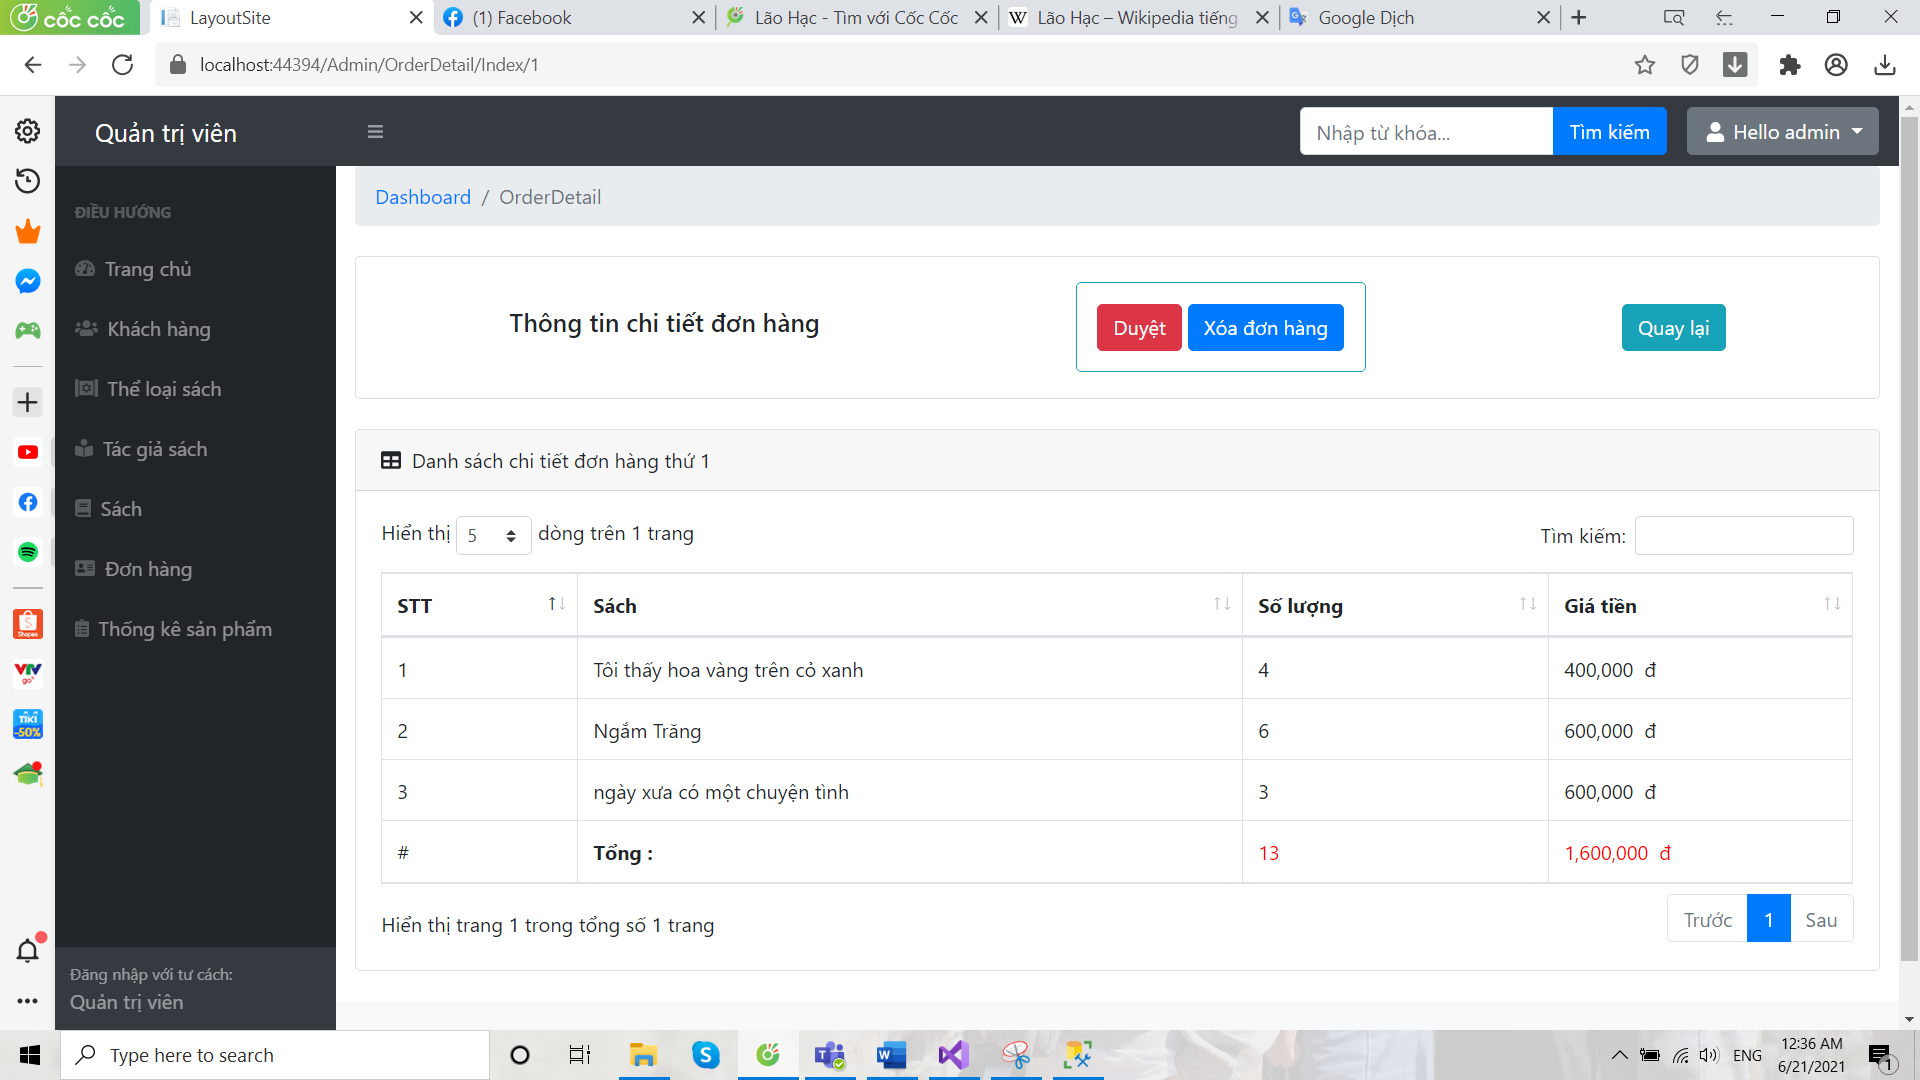 cốc cốc
LayoutSite
(1) Facebook
Lão Hạc - Tìm với Cốc Cốc
Lão Hạc – Wikipedia tiếng
Google Dịch
localhost:44394/Admin/OrderDetail/Index/1
Quản trị viên
Nhập từ khóa...
Tìm kiếm
Hello admin
ĐIỀU HƯỚNG
Trang chủ
Khách hàng
Thể loại sách
Tác giả sách
Sách
Đơn hàng
Thống kê sản phẩm
Đăng nhập với tư cách:
Quản trị viên
Dashboard / OrderDetail
Thông tin chi tiết đơn hàng
Duyệt
Xóa đơn hàng
Quay lại
Danh sách chi tiết đơn hàng thứ 1
Hiển thị 5 dòng trên 1 trang
Tìm kiếm:
STT Sách Số lượng Giá tiền
1 Tôi thấy hoa vàng trên cỏ xanh 4 400,000 đ
2 Ngắm Trăng 6 600,000 đ
3 ngày xưa có một chuyện tình 3 600,000 đ
# Tổng : 13 1,600,000 đ
Hiển thị trang 1 trong tổng số 1 trang
Trước 1 Sau
Shopee
VTV
go
TIKI
-50%
Type here to search
ENG
12:36 AM
6/21/2021
1